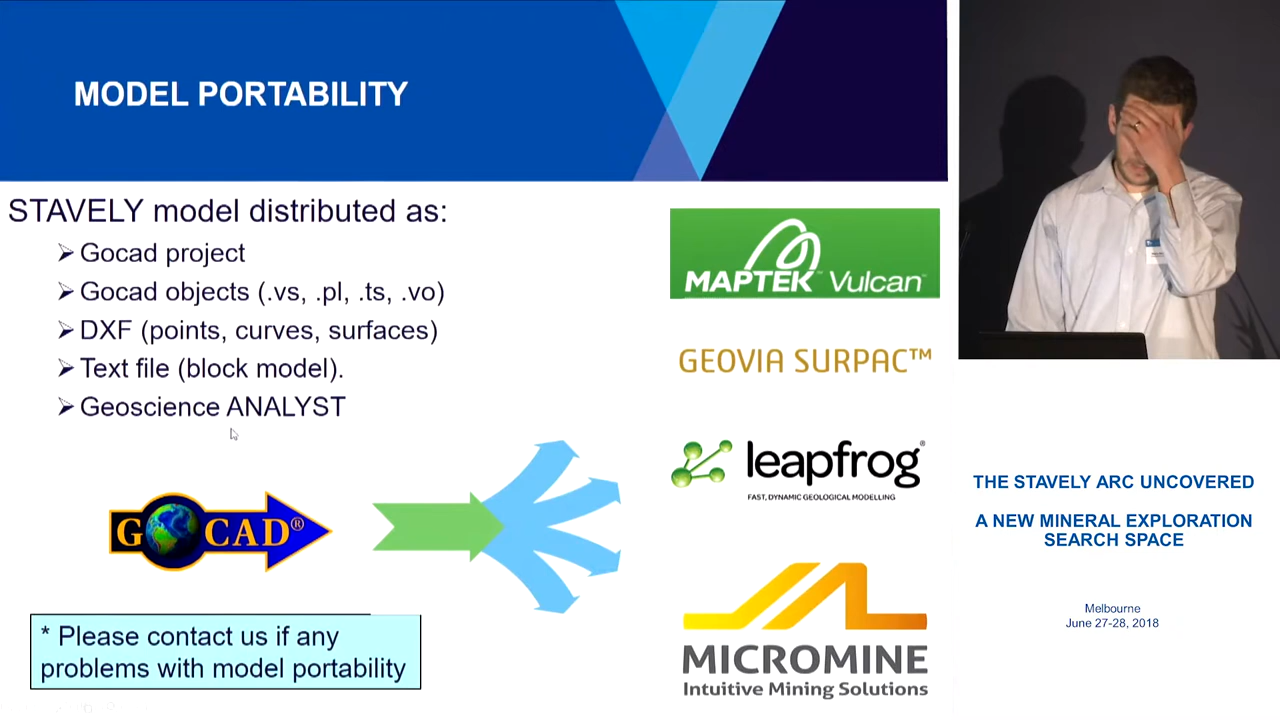 MODEL PORTABILITY
STAVELY model distributed as:
Gocad project
Gocad objects (.vs, .pl, .ts, .vo)
DXF (points, curves, surfaces)
Text file (block model).
Geoscience ANALYST
GOCAD®
* Please contact us if any
problems with model portability
MAPTEK™ Vulcan™
GEOVIA SURPAC™
leapfrog®
FAST, DYNAMIC GEOLOGICAL MODELLING
MICROMINE
Intuitive Mining Solutions
THE STAVELY ARC UNCOVERED
A NEW MINERAL EXPLORATION
SEARCH SPACE
Melbourne
June 27-28, 2018